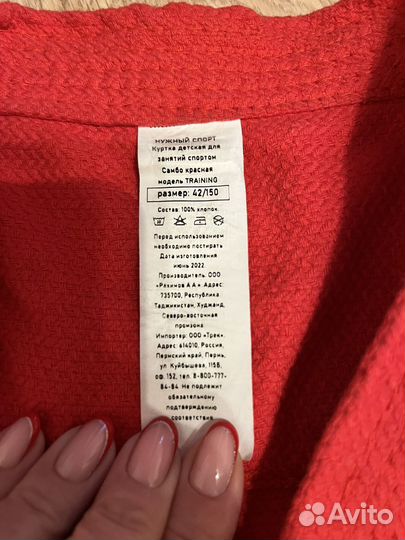 НУЖНЫЙ СПОРТ
Куртка детская для
занятий спортом
Самбо красная
модель TRAINING
размер: 42/150
Состав: 100% хлопок.
Перед использованием
необходимо постирать
Дата изготовления
июнь 2022
Производитель: ООО
«Рахимов А.А.» Адрес:
735700, Республика
Таджикистан, Худжанд,
Северо-восточная
промзона
Импортер: ООО «Трек».
Адрес: 614010, Россия,
Пермский край, Пермь,
ул. Куйбышева, 115В,
оф. 152, тел. 8-800-777-
84-84 Не подлежит
обязательному
подтверждению
соответствия
Avito